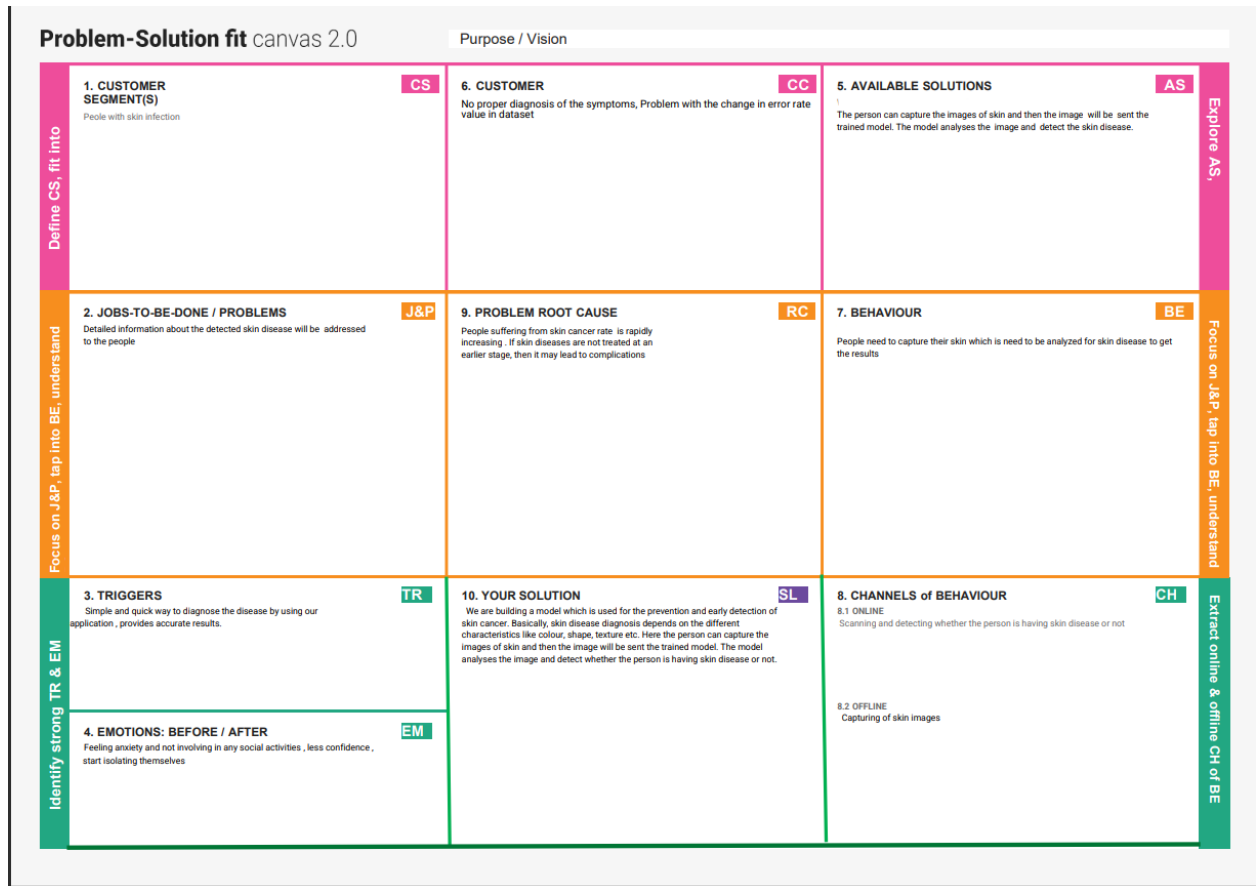 Problem-Solution fit canvas 2.0
Purpose / Vision
Define CS, fit into
1. CUSTOMER
SEGMENT(S)
CS
Peole with skin infection
6. CUSTOMER
CC
No proper diagnosis of the symptoms, Problem with the change in error rate
value in dataset
5. AVAILABLE SOLUTIONS
AS
\
The person can capture the images of skin and then the image will be sent the
trained model. The model analyses the image and detect the skin disease.
Explore AS,
Focus on J&P, tap into BE, understand
2. JOBS-TO-BE-DONE / PROBLEMS
J&P
Detailed information about the detected skin disease will be addressed
to the people
9. PROBLEM ROOT CAUSE
RC
People suffering from skin cancer rate is rapidly
increasing . If skin diseases are not treated at an
earlier stage, then it may lead to complications
7. BEHAVIOUR
BE
People need to capture their skin which is need to be analyzed for skin disease to get
the results
Focus on J&P, tap into BE, understand
Identify strong TR & EM
3. TRIGGERS
TR
Simple and quick way to diagnose the disease by using our
application , provides accurate results.
4. EMOTIONS: BEFORE / AFTER
EM
Feeling anxiety and not involving in any social activities , less confidence ,
start isolating themselves
10. YOUR SOLUTION
SL
We are building a model which is used for the prevention and early detection of
skin cancer. Basically, skin disease diagnosis depends on the different
characteristics like colour, shape, texture etc. Here the person can capture the
images of skin and then the image will be sent the trained model. The model
analyses the image and detect whether the person is having skin disease or not.
8. CHANNELS of BEHAVIOUR
CH
8.1 ONLINE
Scanning and detecting whether the person is having skin disease or not
8.2 OFFLINE
Capturing of skin images
Extract online & offline CH of BE